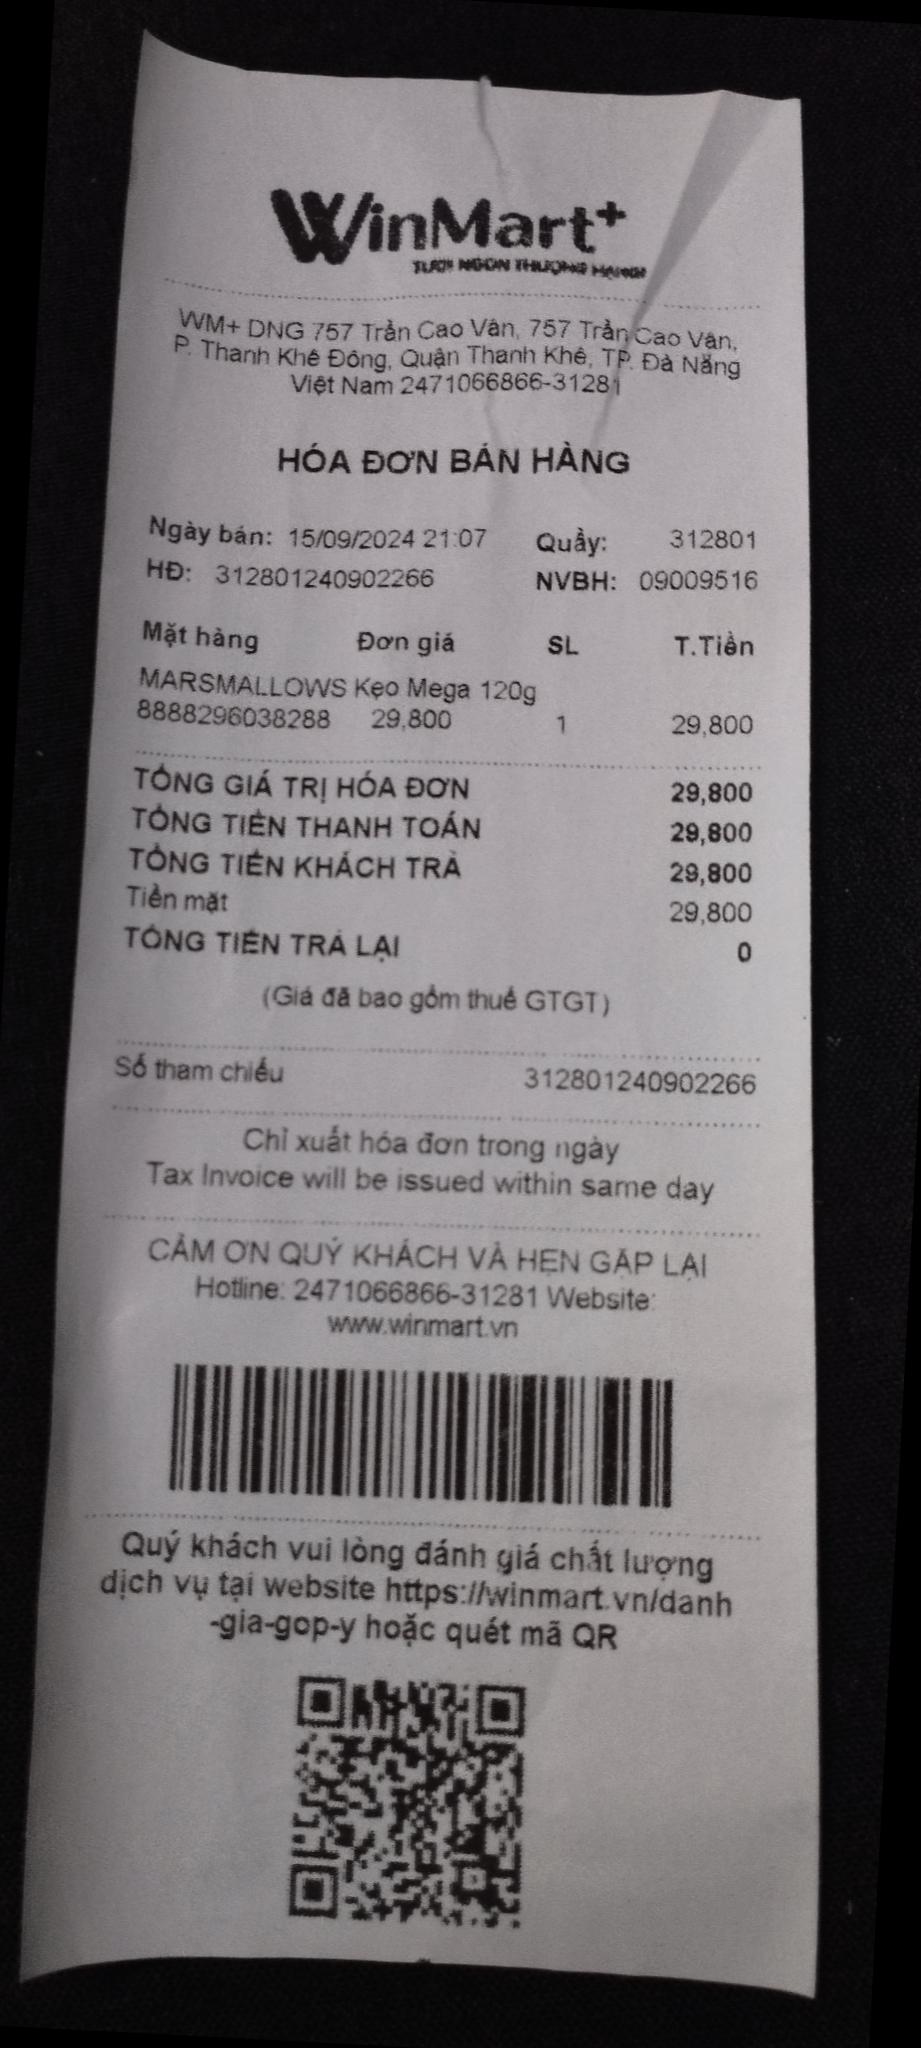 WinMart+
TƯƠI NGON THƯỢNG HẠNG
WM+ DNG 757 Trần Cao Vân, 757 Trần Cao Vân,
P. Thanh Khê Đông, Quận Thanh Khê, TP. Đà Nẵng
Việt Nam 2471066866-31281
HÓA ĐƠN BÁN HÀNG
Ngày bán: 15/09/2024 21:07 Quầy: 312801
HĐ: 312801240902266 NVBH: 09009516
Mặt hàng Đơn giá SL T.Tiền
MARSMALLOWS Kẹo Mega 120g
8888296038288 29,800 1 29,800
TỔNG GIÁ TRỊ HÓA ĐƠN 29,800
TỔNG TIỀN THANH TOÁN 29,800
TỔNG TIỀN KHÁCH TRẢ 29,800
Tiền mặt 29,800
TỔNG TIỀN TRẢ LẠI 0
(Giá đã bao gồm thuế GTGT)
Số tham chiếu 312801240902266
Chỉ xuất hóa đơn trong ngày
Tax Invoice will be issued within same day
CẢM ƠN QUÝ KHÁCH VÀ HẸN GẶP LẠI
Hotline: 2471066866-31281 Website:
www.winmart.vn
Quý khách vui lòng đánh giá chất lượng
dịch vụ tại website https://winmart.vn/danh
-gia-gop-y hoặc quét mã QR